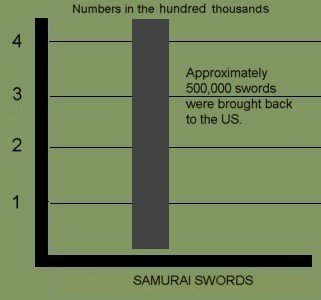 Numbers in the hundred thousands
4
Approximately
3
500,000 swords
were brought back
to the US.
2
1
SAMURAI SWORDS